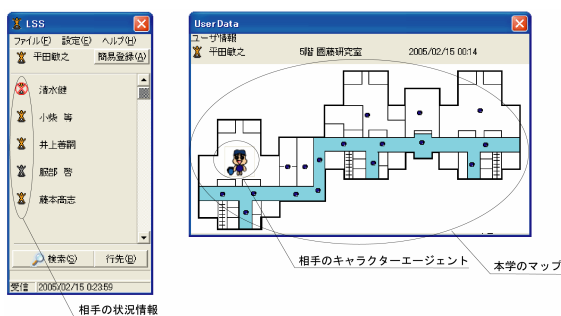 LSS
ファイル(F) 設定(E) ヘルプ(H)
平田敏之 簡易登録(A)
清水健
小柴 等
井上善嗣
服部 啓
藤本高志
検索(S) 行先(B)
受信 2005/02/15 0:23:59
相手の状況情報
UserData
ユーザ情報
平田敏之 5階 國藤研究室 2005/02/15 00:14
相手のキャラクターエージェント
本学のマップ